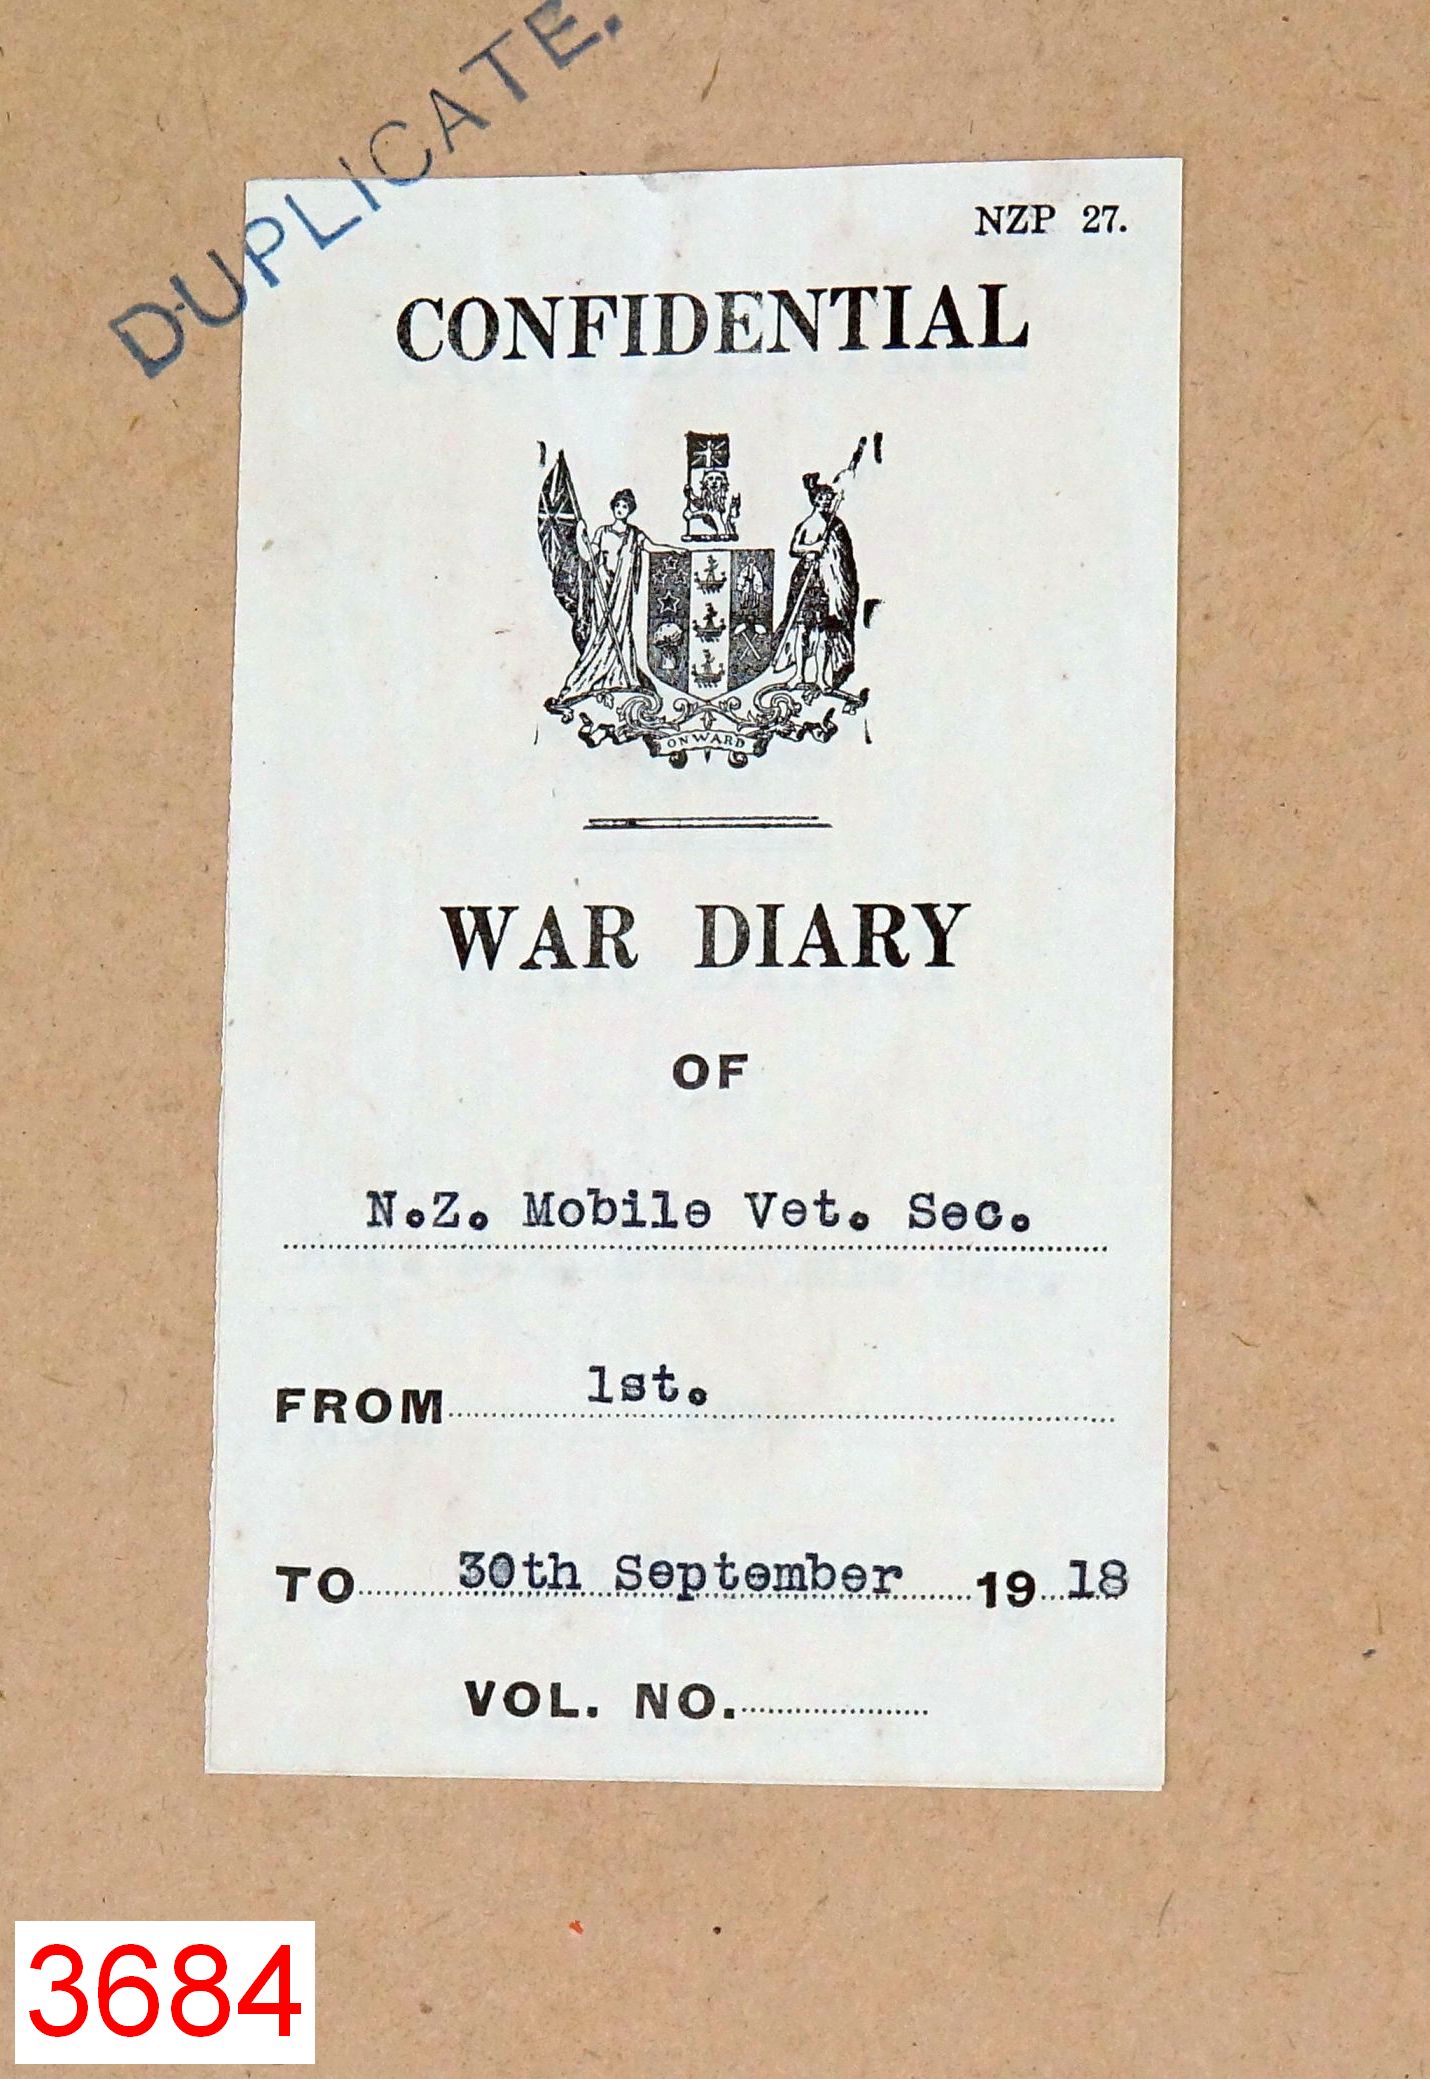 DUPLICATE.
NZP 27.
CONFIDENTIAL
ONWARD
WAR DIARY
OF
N.Z. Mobile Vet. Sec.
FROM 1st.
TO 30th September 19 18
VOL. NO.
3684